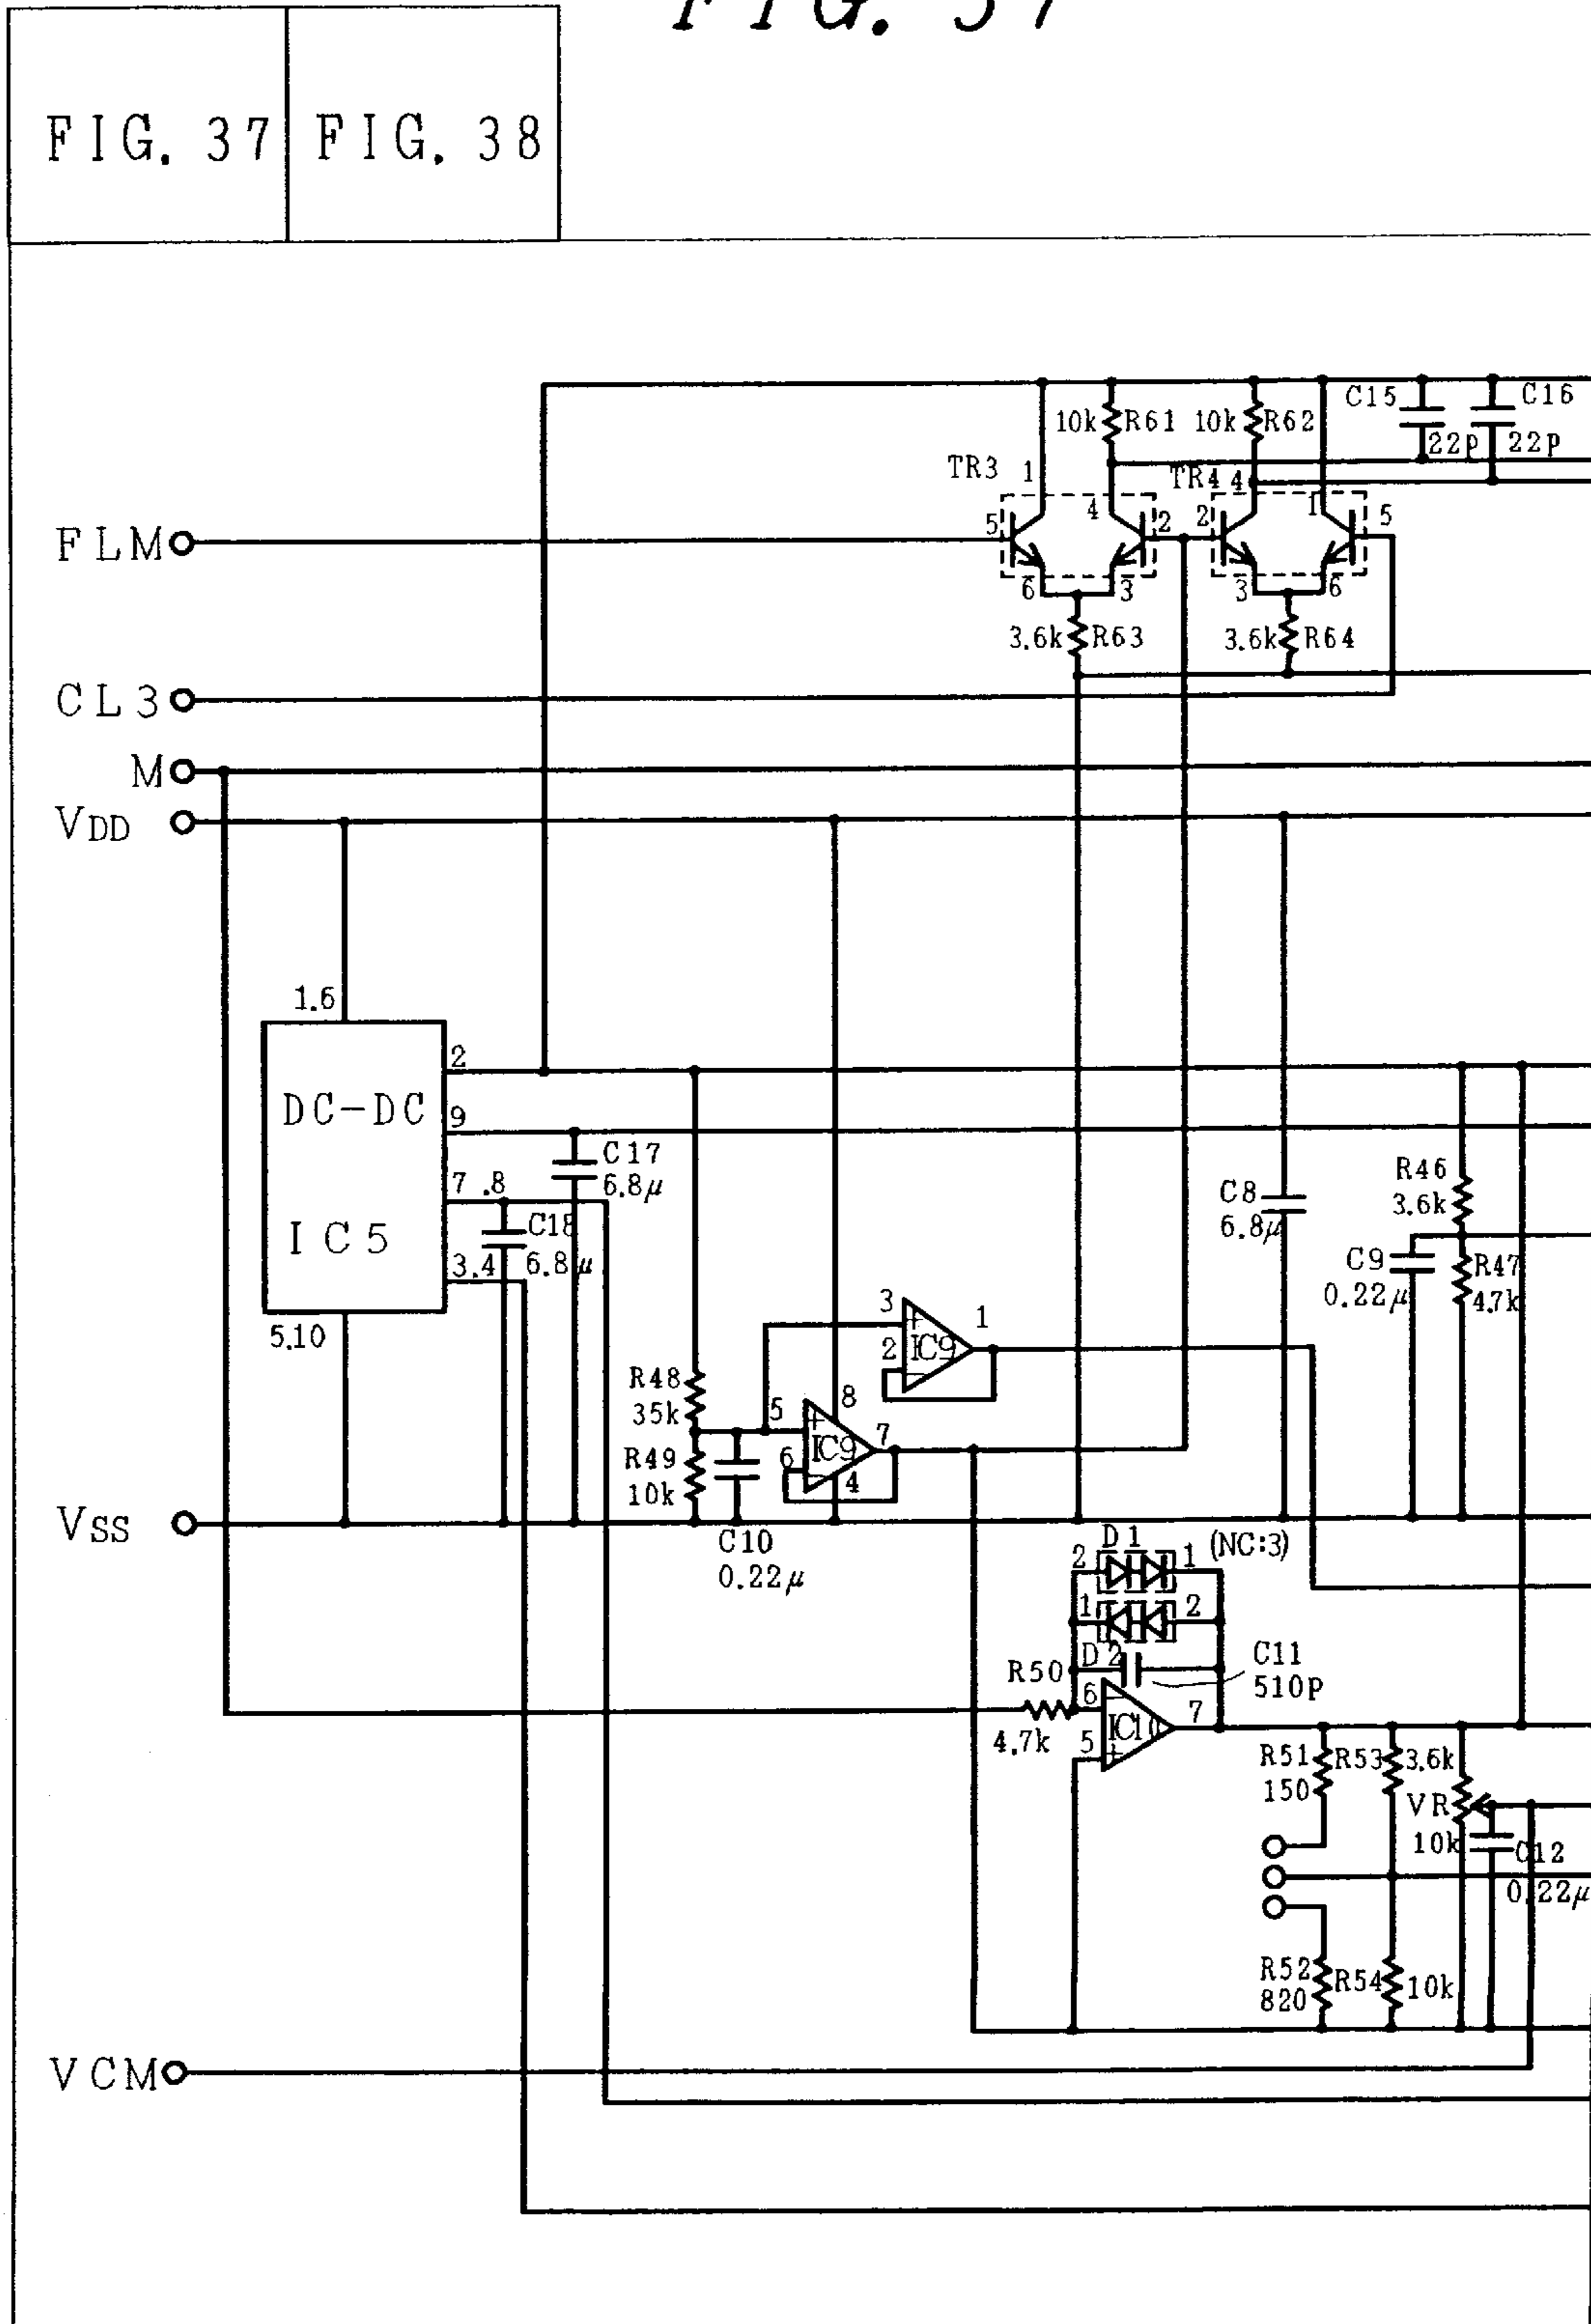 FIG. 37
FIG. 37
FIG. 38
C15
C16
10k
R61
10k
R62
22p
22p
TR3
1
TR4
4
5
4
2
2
1
5
FLM
6
3
3
6
3.6k
R63
3.6k
R64
CL3
M
VDD
1.6
2
DC-DC
9
C17
6.8μ
7 .8
C18
6.8μ
IC5
3.4
5.10
R46
3.6k
C8
6.8μ
C9
0.22μ
R47
4.7k
3
1
2
IC9
R48
35k
5
8
R49
10k
6
IC9
7
4
VSS
C10
0.22μ
D1
2
1
(NC:3)
1
2
D2
C11
510p
R50
4.7k
6
IC10
7
5
R51
150
R53
3.6k
VR
10k
C12
0.22μ
R52
820
R54
10k
VCM